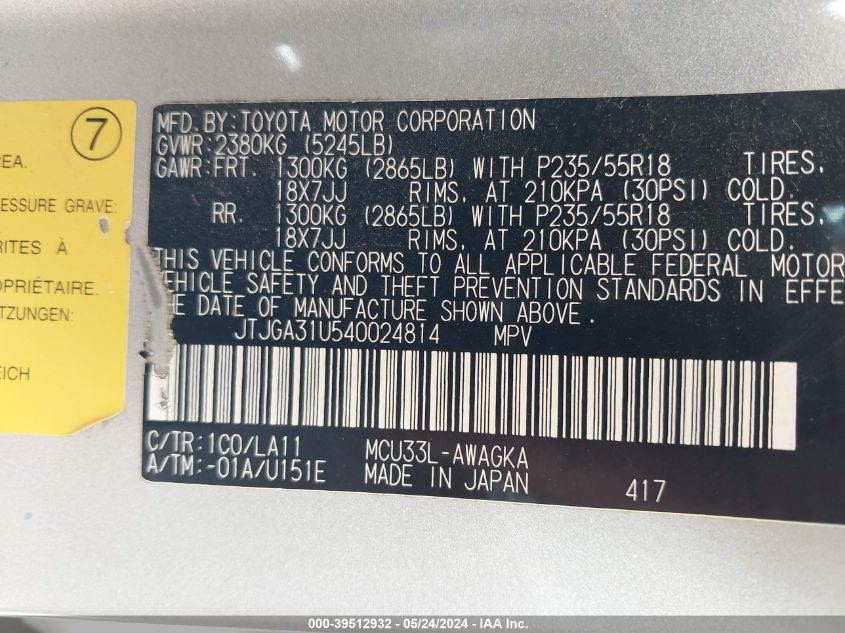 7
REA.
ESSURE GRAVE:
RITES À
OPRIÉTAIRE.
TZUNGEN:
EICH
MFD. BY: TOYOTA MOTOR CORPORATION
GVWR: 2380KG (5245LB)
GAWR: FRT. 1300KG (2865LB) WITH P235/55R18 TIRES,
18X7JJ RIMS, AT 210KPA (30PSI) COLD.
RR. 1300KG (2865LB) WITH P235/55R18 TIRES,
18X7JJ RIMS, AT 210KPA (30PSI) COLD.
THIS VEHICLE CONFORMS TO ALL APPLICABLE FEDERAL MOTOR
VEHICLE SAFETY AND THEFT PREVENTION STANDARDS IN EFFE
THE DATE OF MANUFACTURE SHOWN ABOVE.
JTJGA31U540024814 MPV
C/TR: 1C0/LA11 MCU33L-AWAGKA
A/TM: -01A/U151E MADE IN JAPAN 417
000-39512932 - 05/24/2024 - IAA Inc.